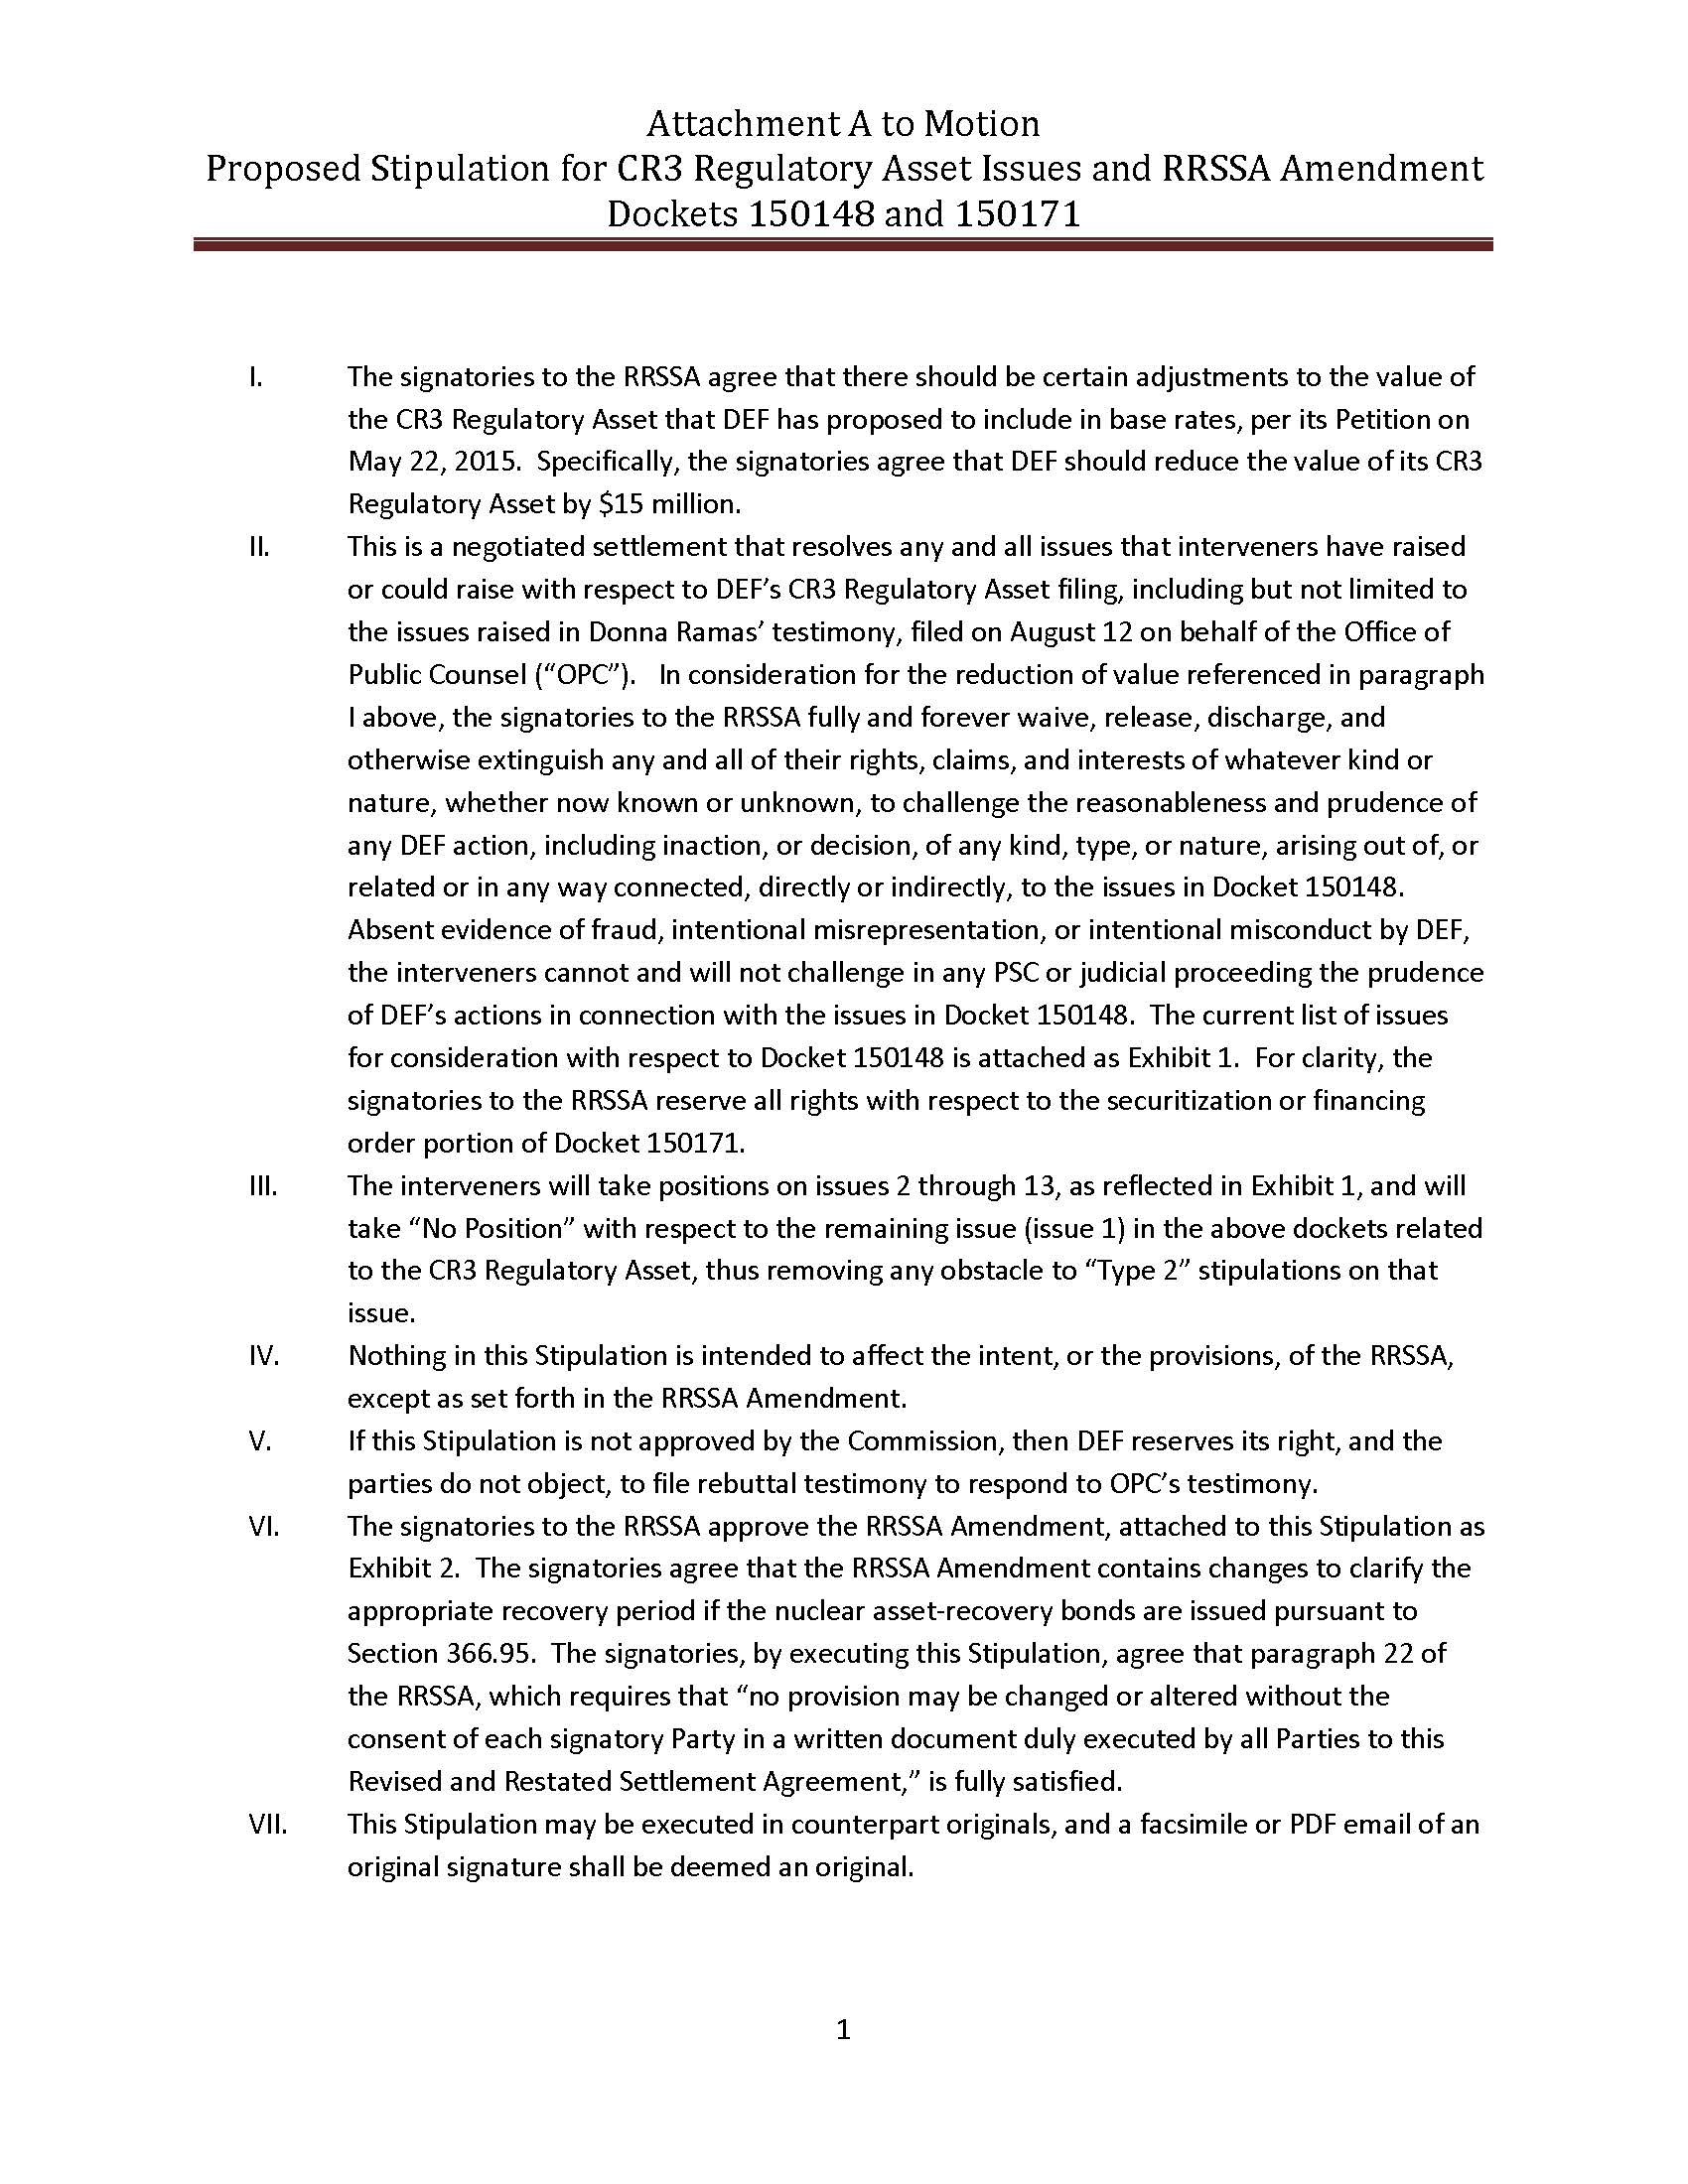 Attachment A to Motion
Proposed Stipulation for CR3 Regulatory Asset Issues and RRSSA Amendment
Dockets 150148 and 150171
I. The signatories to the RRSSA agree that there should be certain adjustments to the value of
the CR3 Regulatory Asset that DEF has proposed to include in base rates, per its Petition on
May 22, 2015. Specifically, the signatories agree that DEF should reduce the value of its CR3
Regulatory Asset by $15 million.
II. This is a negotiated settlement that resolves any and all issues that interveners have raised
or could raise with respect to DEF’s CR3 Regulatory Asset filing, including but not limited to
the issues raised in Donna Ramas’ testimony, filed on August 12 on behalf of the Office of
Public Counsel (“OPC”). In consideration for the reduction of value referenced in paragraph
I above, the signatories to the RRSSA fully and forever waive, release, discharge, and
otherwise extinguish any and all of their rights, claims, and interests of whatever kind or
nature, whether now known or unknown, to challenge the reasonableness and prudence of
any DEF action, including inaction, or decision, of any kind, type, or nature, arising out of, or
related or in any way connected, directly or indirectly, to the issues in Docket 150148.
Absent evidence of fraud, intentional misrepresentation, or intentional misconduct by DEF,
the interveners cannot and will not challenge in any PSC or judicial proceeding the prudence
of DEF’s actions in connection with the issues in Docket 150148. The current list of issues
for consideration with respect to Docket 150148 is attached as Exhibit 1. For clarity, the
signatories to the RRSSA reserve all rights with respect to the securitization or financing
order portion of Docket 150171.
III. The interveners will take positions on issues 2 through 13, as reflected in Exhibit 1, and will
take “No Position” with respect to the remaining issue (issue 1) in the above dockets related
to the CR3 Regulatory Asset, thus removing any obstacle to “Type 2” stipulations on that
issue.
IV. Nothing in this Stipulation is intended to affect the intent, or the provisions, of the RRSSA,
except as set forth in the RRSSA Amendment.
V. If this Stipulation is not approved by the Commission, then DEF reserves its right, and the
parties do not object, to file rebuttal testimony to respond to OPC’s testimony.
VI. The signatories to the RRSSA approve the RRSSA Amendment, attached to this Stipulation as
Exhibit 2. The signatories agree that the RRSSA Amendment contains changes to clarify the
appropriate recovery period if the nuclear asset-recovery bonds are issued pursuant to
Section 366.95. The signatories, by executing this Stipulation, agree that paragraph 22 of
the RRSSA, which requires that “no provision may be changed or altered without the
consent of each signatory Party in a written document duly executed by all Parties to this
Revised and Restated Settlement Agreement,” is fully satisfied.
VII. This Stipulation may be executed in counterpart originals, and a facsimile or PDF email of an
original signature shall be deemed an original.
1